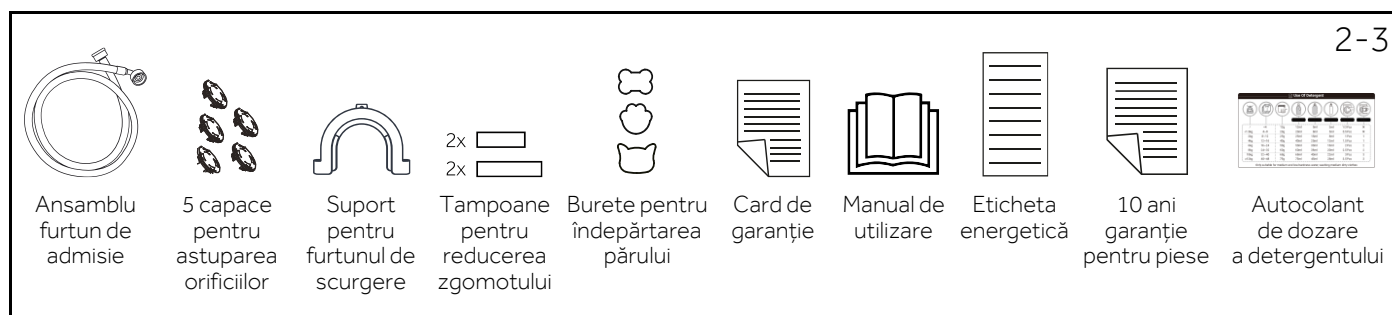 2-3
2x
2x
Use Of Detergent
Ansamblu
furtun de
admisie
5 capace
pentru
astuparea
orificiilor
Suport
pentru
furtunul de
scurgere
Tampoane
pentru
reducerea
zgomotului
Burete pentru
îndepărtarea
părului
Card de
garanție
Manual de
utilizare
Eticheta
energetică
10 ani
garanție
pentru piese
Autocolant
de dozare
a detergentului